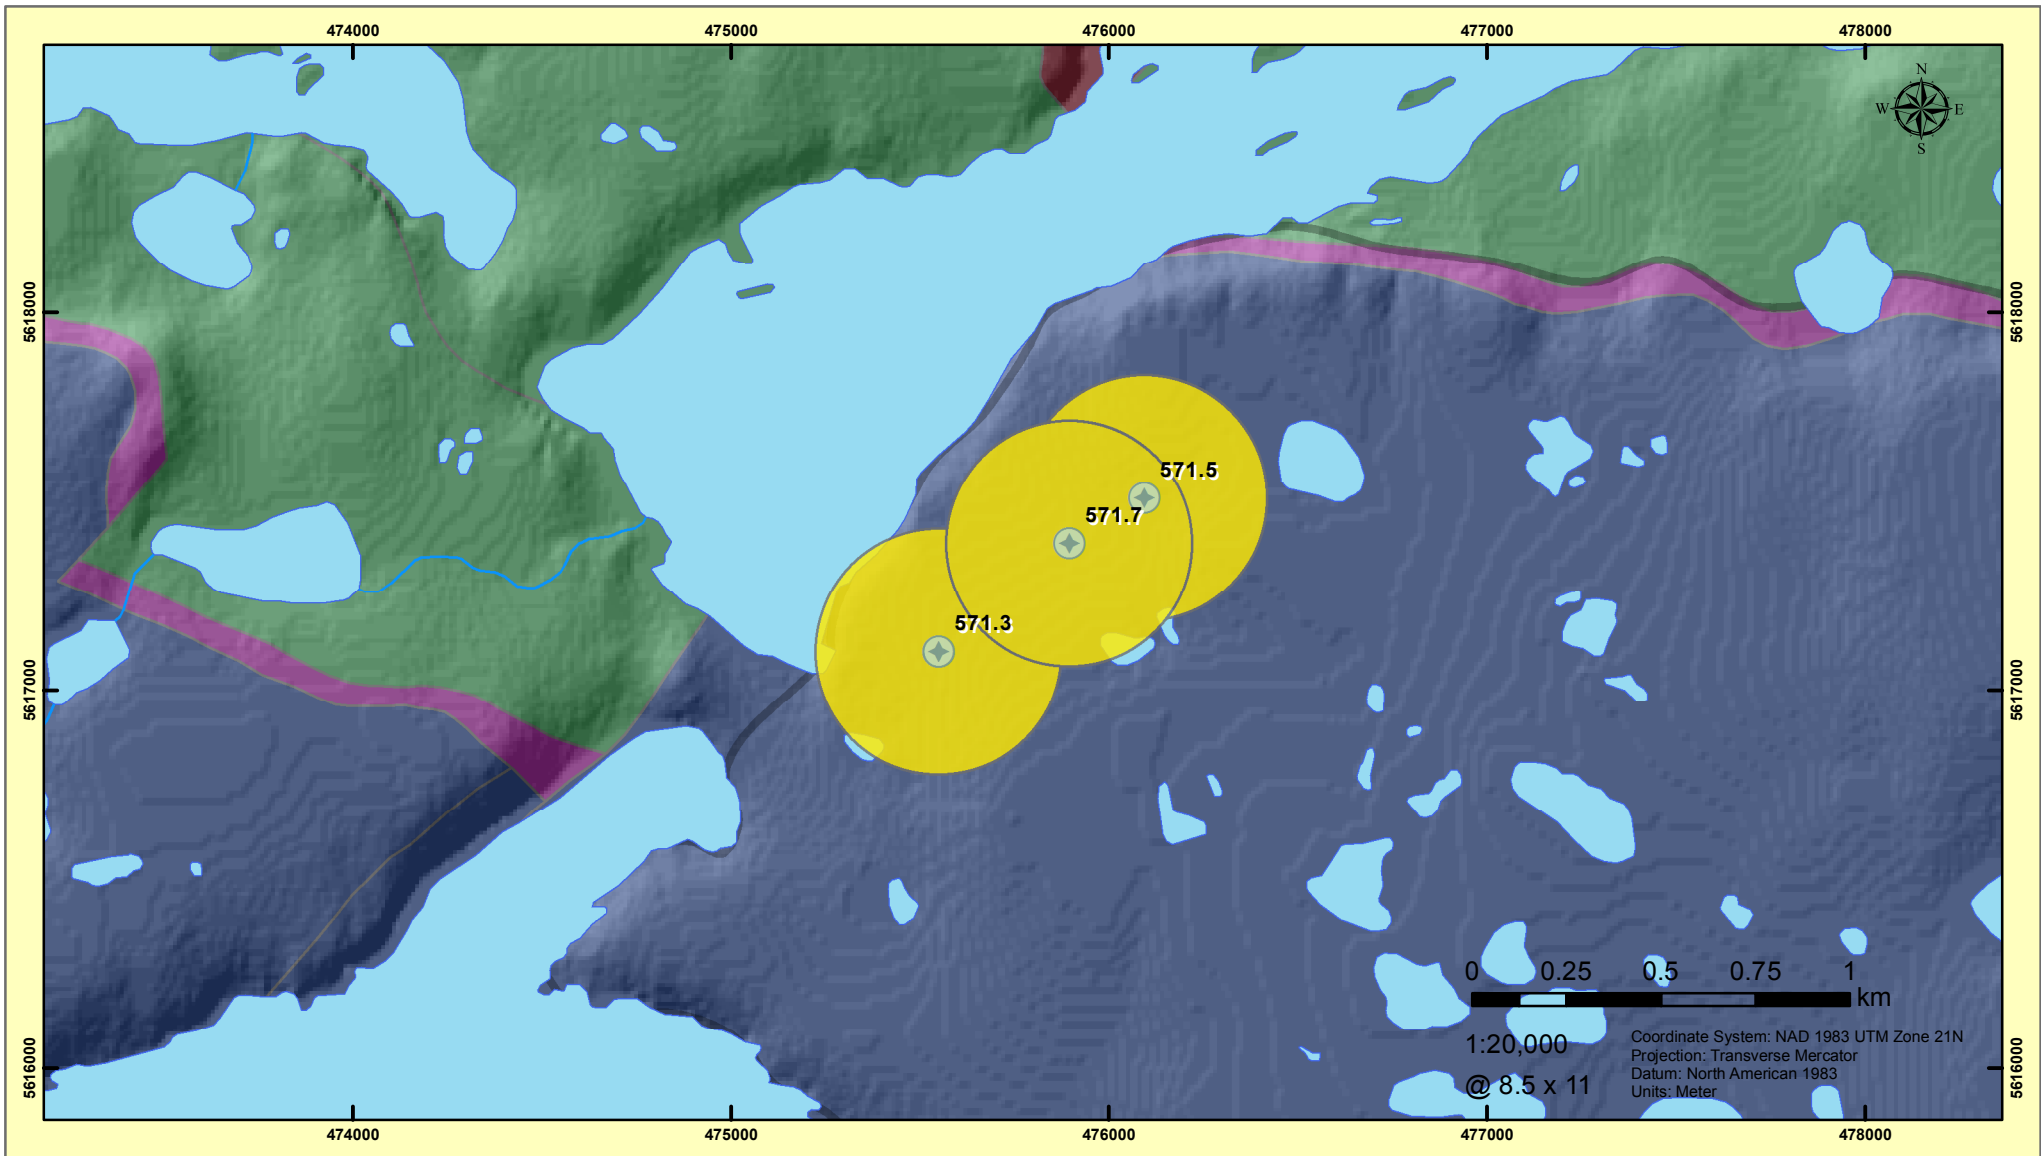 474000 475000 476000 477000 478000
N
W E
S
5618000 5618000
571.5
571.7
571.3
5617000 5617000
0 0.25 0.5 0.75 1
km
1:20,000
@ 8.5 x 11
Coordinate System: NAD 1983 UTM Zone 21N
Projection: Transverse Mercator
Datum: North American 1983
Units: Meter
5616000 5616000
474000 475000 476000 477000 478000